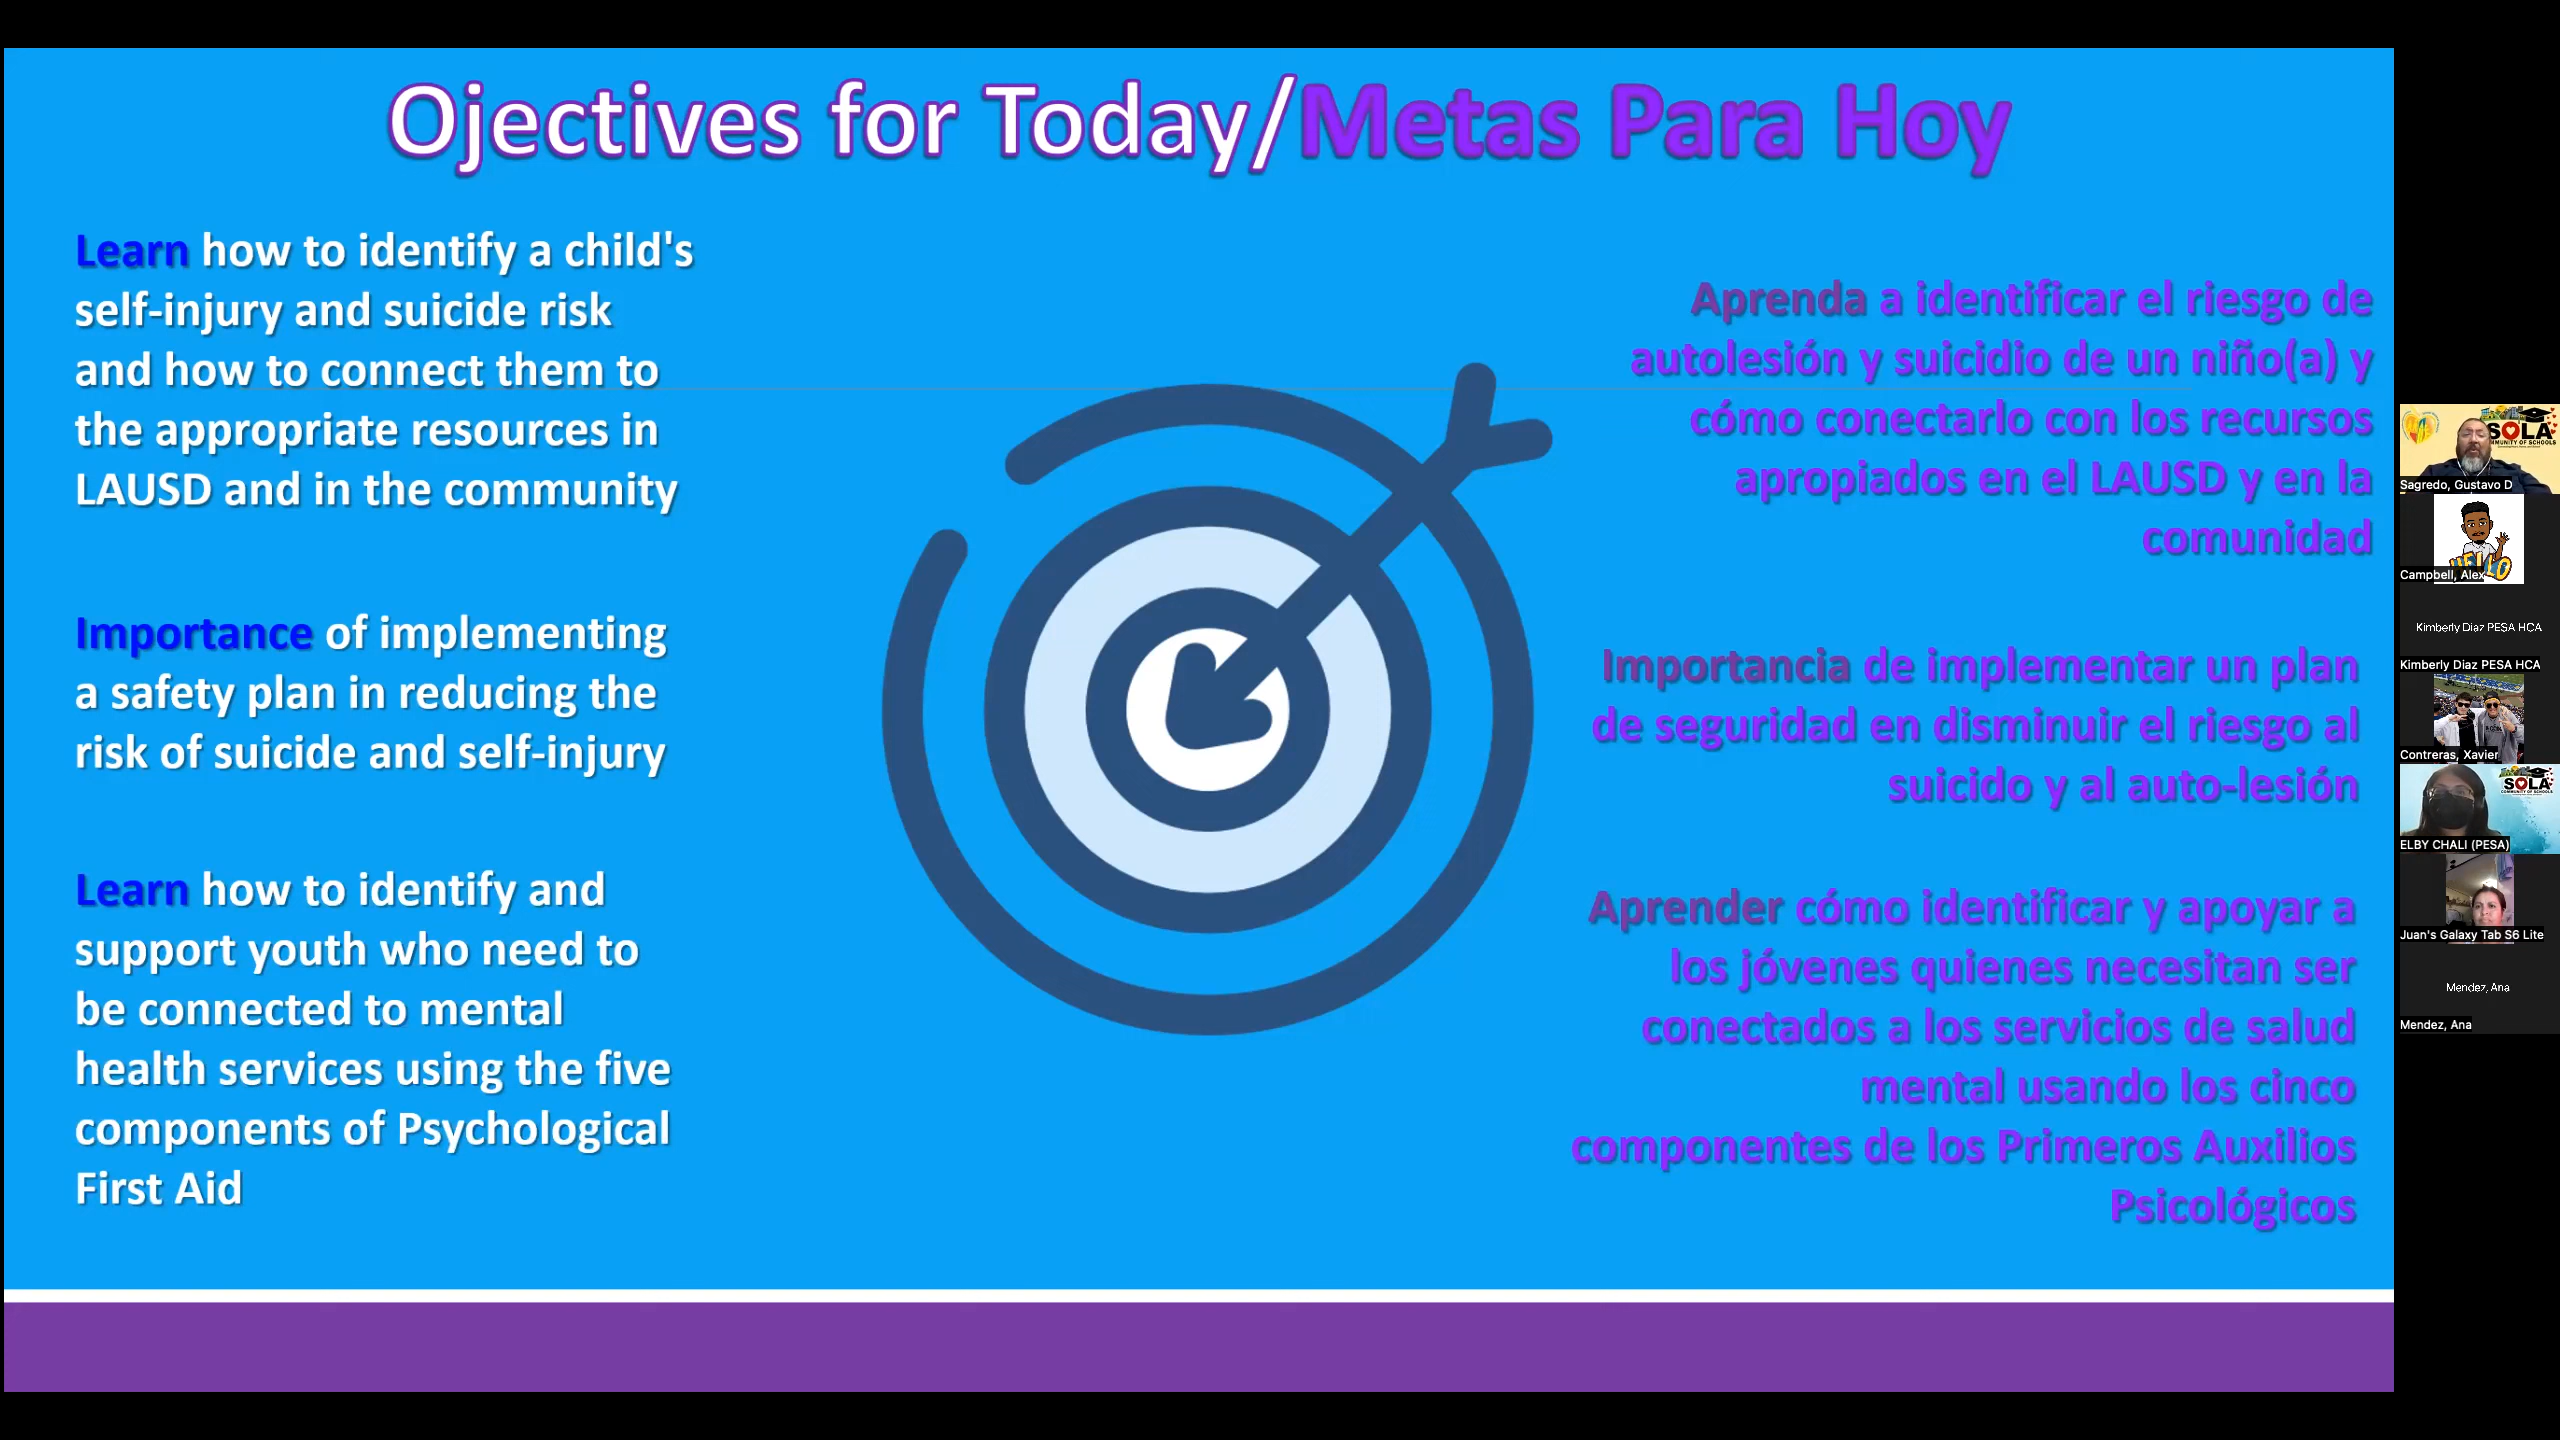 Ojectives for Today/Metas Para Hoy
Learn how to identify a child's
self-injury and suicide risk
and how to connect them to
the appropriate resources in
LAUSD and in the community
Importance of implementing
a safety plan in reducing the
risk of suicide and self-injury
Learn how to identify and
support youth who need to
be connected to mental
health services using the five
components of Psychological
First Aid
Aprenda a identificar el riesgo de
autolesión y suicidio de un niño(a) y
cómo conectarlo con los recursos
apropiados en el LAUSD y en la
comunidad
Importancia de implementar un plan
de seguridad en disminuir el riesgo al
suicido y al auto-lesión
Aprender cómo identificar y apoyar a
los jóvenes quienes necesitan ser
conectados a los servicios de salud
mental usando los cinco
componentes de los Primeros Auxilios
Psicológicos
SOLA
COMMUNITY OF SCHOOLS
Sagredo, Gustavo D
HELLO
Campbell, Alex
Kimberly Diaz PESA HCA
Kimberly Diaz PESA HCA
Contreras, Xavier
SOLA
COMMUNITY OF SCHOOLS
ELBY CHALI (PESA)
Juan's Galaxy Tab S6 Lite
Mendez, Ana
Mendez, Ana